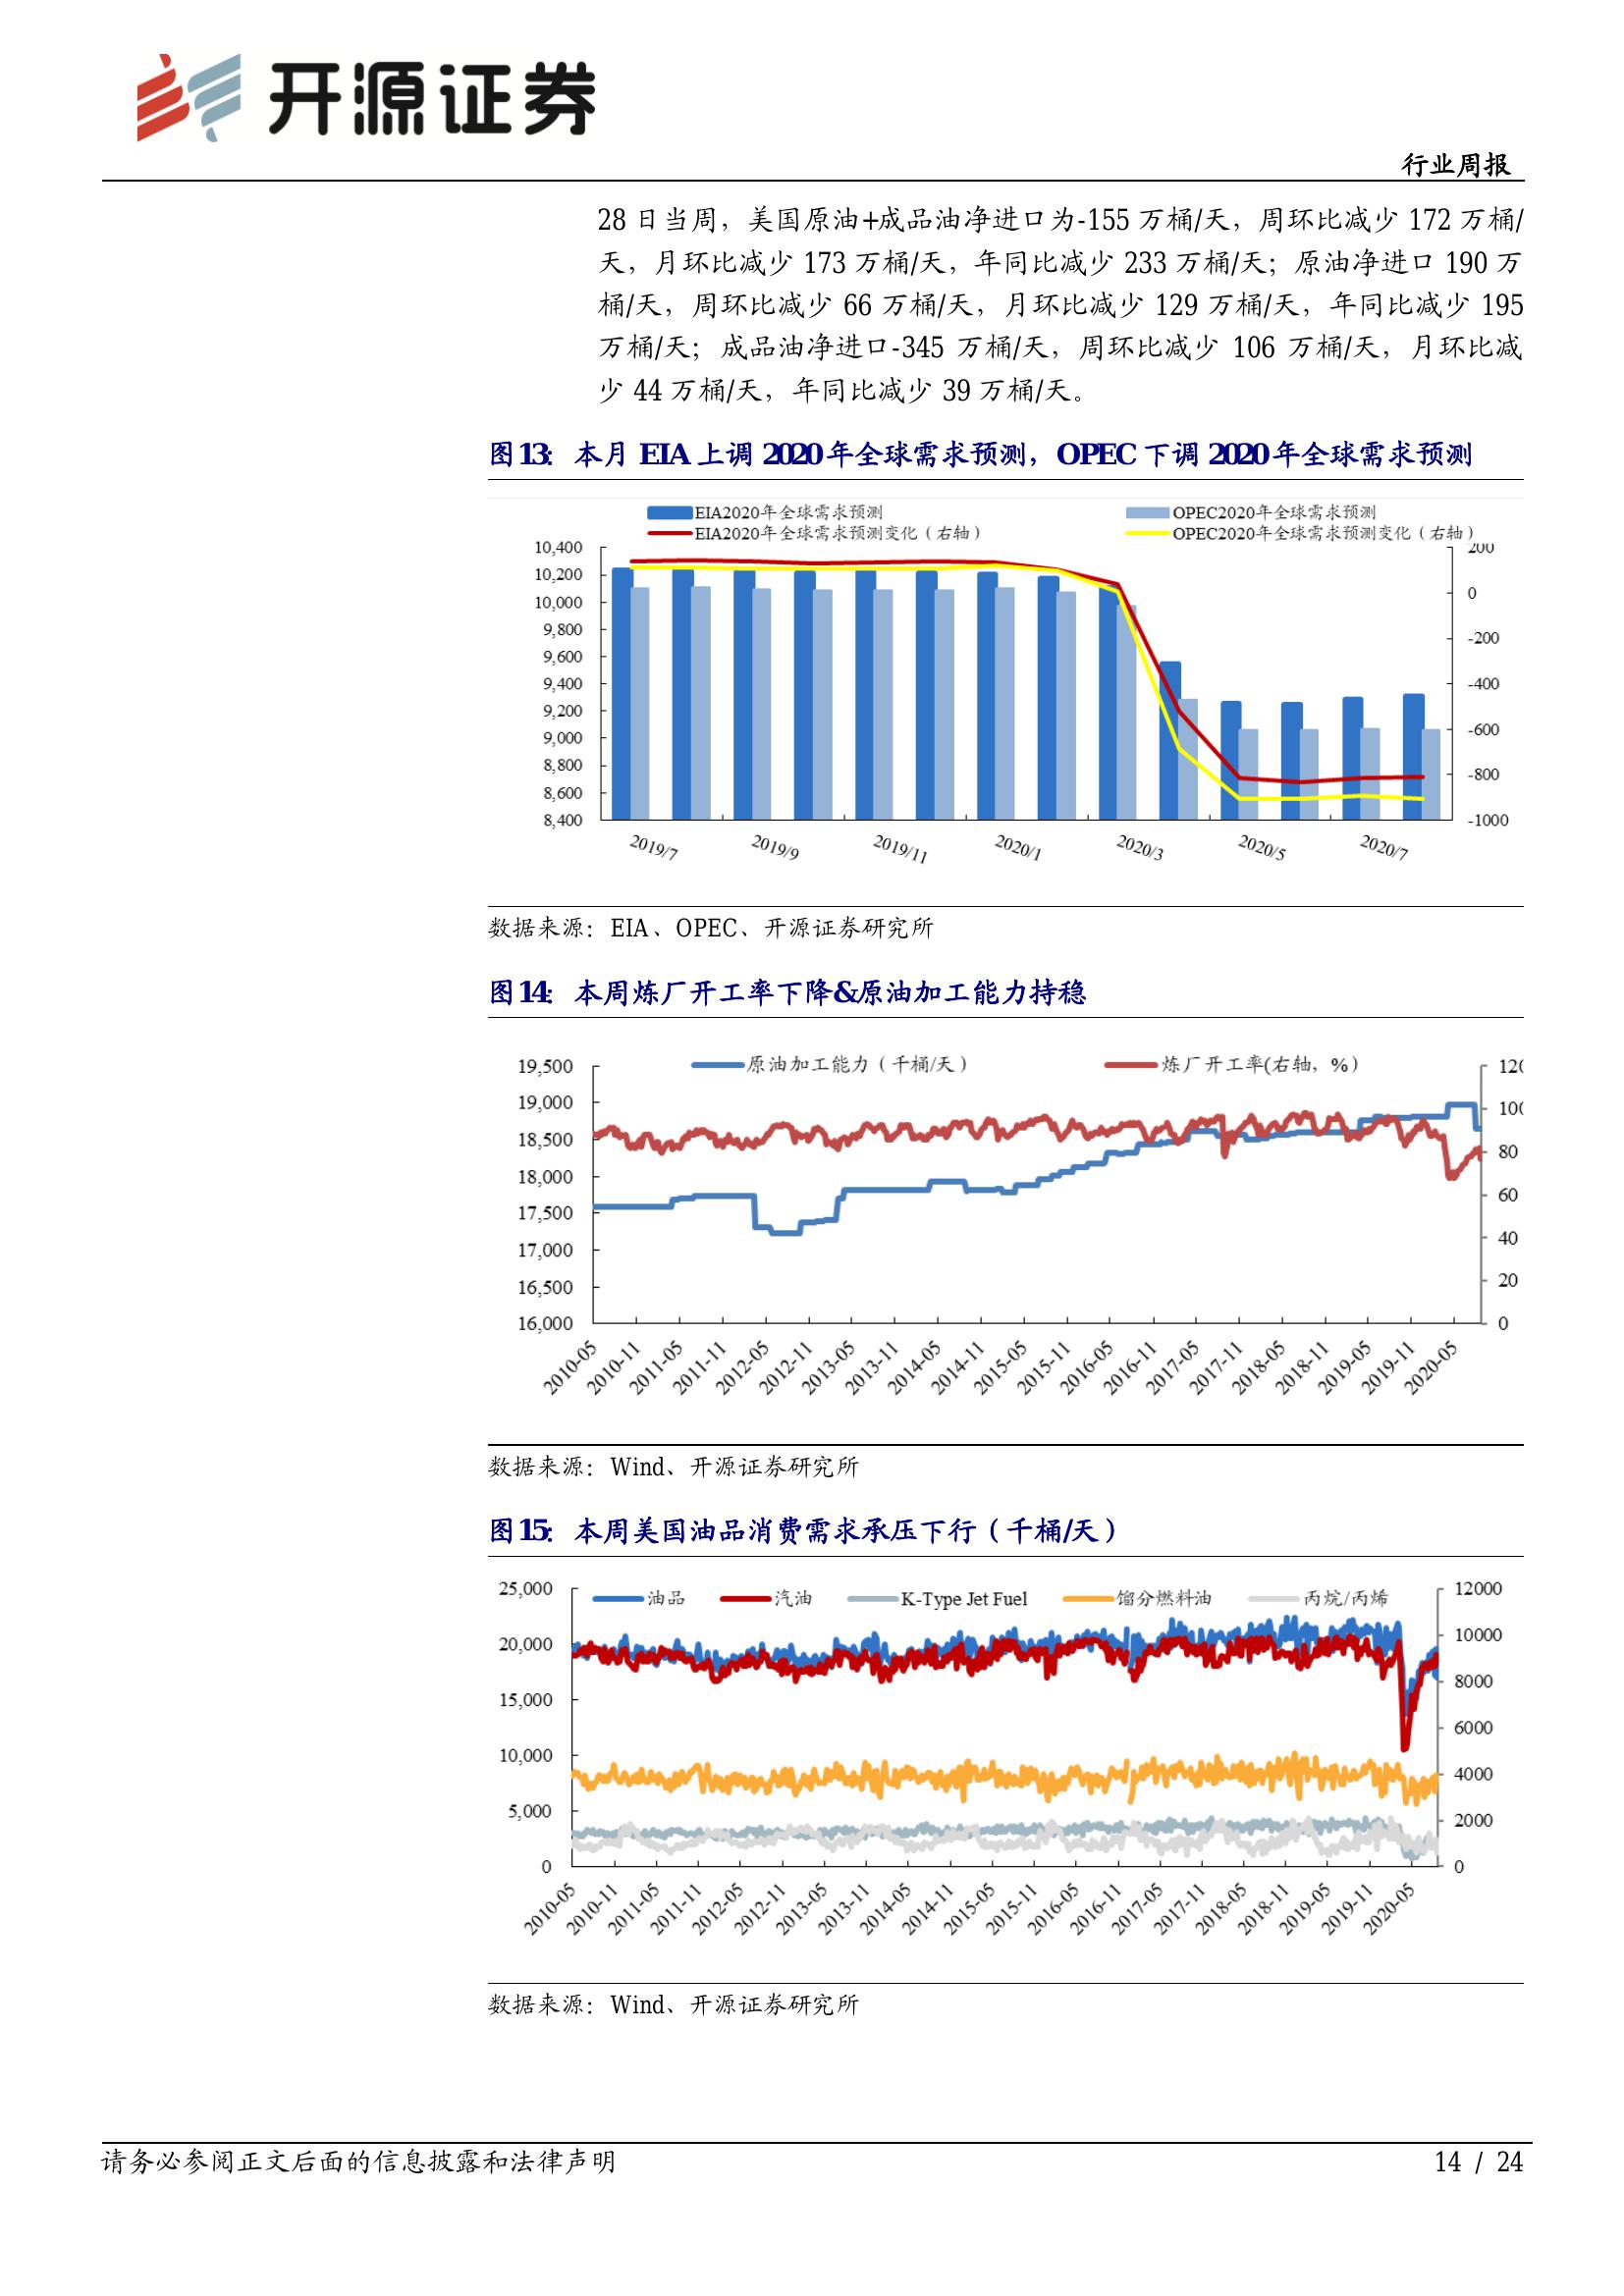 开源证券
行业周报
28 日当周，美国原油+成品油净进口为-155 万桶/天，周环比减少 172 万桶/
天，月环比减少 173 万桶/天，年同比减少 233 万桶/天；原油净进口 190 万
桶/天，周环比减少 66 万桶/天，月环比减少 129 万桶/天，年同比减少 195
万桶/天；成品油净进口-345 万桶/天，周环比减少 106 万桶/天，月环比减
少 44 万桶/天，年同比减少 39 万桶/天。
图13： 本月 EIA 上调 2020 年全球需求预测，OPEC 下调 2020 年全球需求预测
EIA2020年全球需求预测 OPEC2020年全球需求预测
EIA2020年全球需求预测变化（右轴） OPEC2020年全球需求预测变化（右轴）
10,400 200
10,200
10,000 0
9,800
9,600 -200
9,400 -400
9,200
9,000 -600
8,800 -800
8,600
8,400 -1000
2019/7 2019/9 2019/11 2020/1 2020/3 2020/5 2020/7
数据来源：EIA、OPEC、开源证券研究所
图14： 本周炼厂开工率下降&原油加工能力持稳
原油加工能力（千桶/天） 炼厂开工率(右轴，%）
19,500 120
19,000 100
18,500 80
18,000
17,500 60
17,000 40
16,500 20
16,000 0
2010-05 2010-11 2011-05 2011-11 2012-05 2012-11 2013-05 2013-11 2014-05 2014-11 2015-05 2015-11 2016-05 2016-11 2017-05 2017-11 2018-05 2018-11 2019-05 2019-11 2020-05
数据来源：Wind、开源证券研究所
图15： 本周美国油品消费需求承压下行（千桶/天）
油品 汽油 K-Type Jet Fuel 馏分燃料油 丙烷/丙烯
25,000 12000
20,000 10000
15,000 8000
6000
10,000 4000
5,000 2000
0 0
2010-05 2010-11 2011-05 2011-11 2012-05 2012-11 2013-05 2013-11 2014-05 2014-11 2015-05 2015-11 2016-05 2016-11 2017-05 2017-11 2018-05 2018-11 2019-05 2019-11 2020-05
数据来源：Wind、开源证券研究所
请务必参阅正文后面的信息披露和法律声明 14 / 24